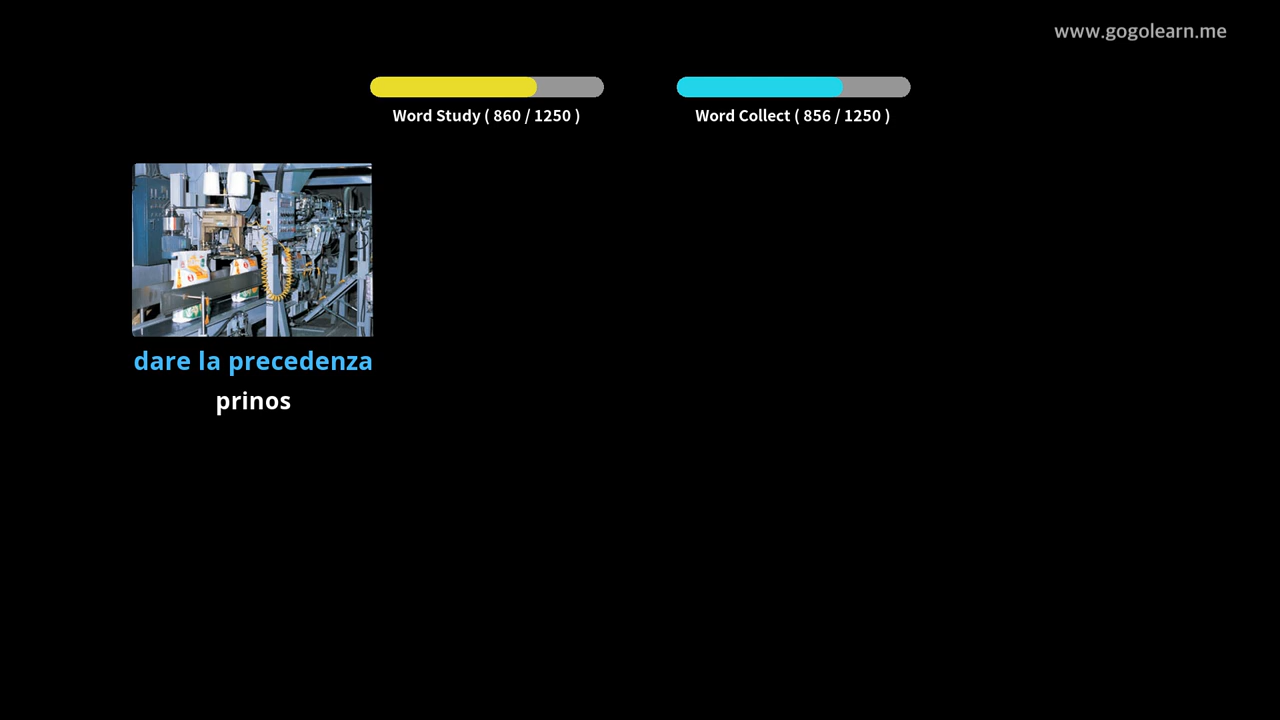 www.gogolearn.me
Word Study ( 860 / 1250 )
Word Collect ( 856 / 1250 )
dare la precedenza
prinos